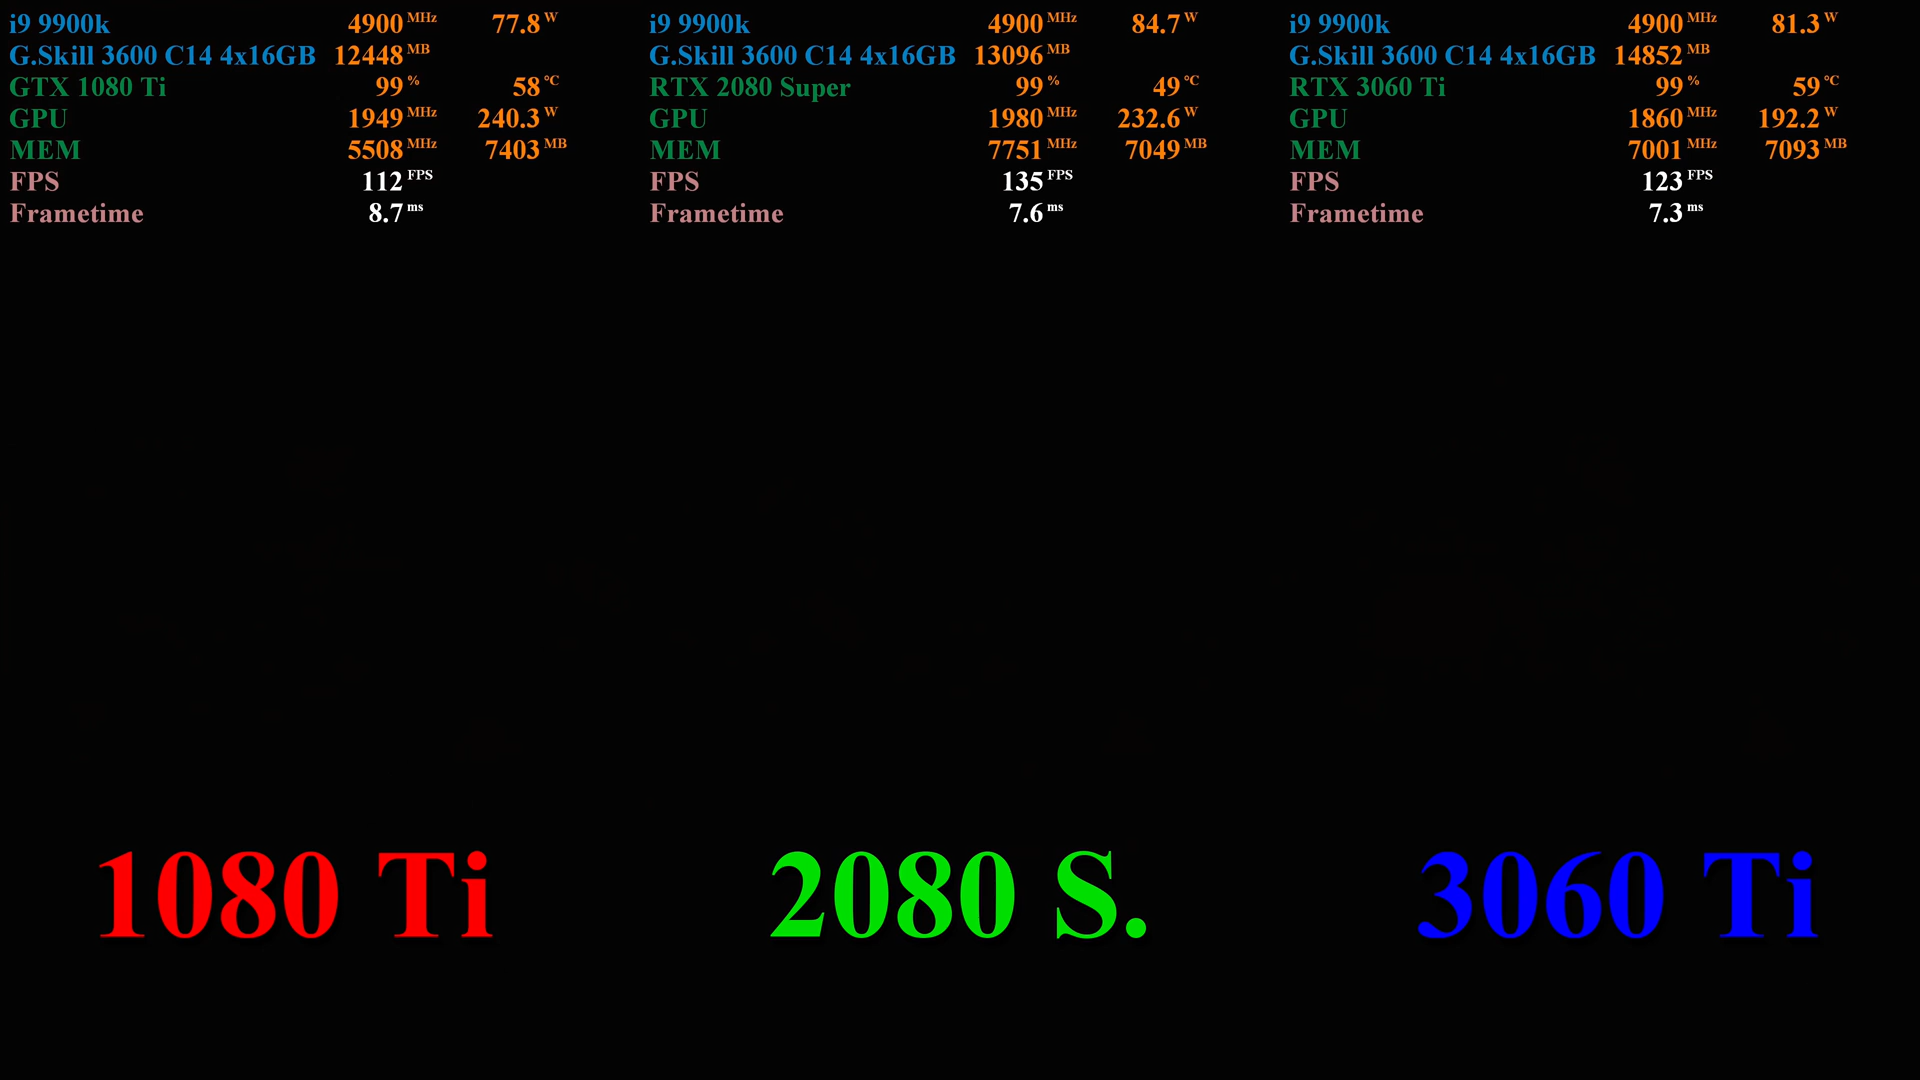 i9 9900k 4900 MHz 77.8 W
G.Skill 3600 C14 4x16GB 12448 MB
GTX 1080 Ti 99 % 58 °C
GPU 1949 MHz 240.3 W
MEM 5508 MHz 7403 MB
FPS 112 FPS
Frametime 8.7 ms
i9 9900k 4900 MHz 84.7 W
G.Skill 3600 C14 4x16GB 13096 MB
RTX 2080 Super 99 % 49 °C
GPU 1980 MHz 232.6 W
MEM 7751 MHz 7049 MB
FPS 135 FPS
Frametime 7.6 ms
i9 9900k 4900 MHz 81.3 W
G.Skill 3600 C14 4x16GB 14852 MB
RTX 3060 Ti 99 % 59 °C
GPU 1860 MHz 192.2 W
MEM 7001 MHz 7093 MB
FPS 123 FPS
Frametime 7.3 ms
1080 Ti
2080 S.
3060 Ti